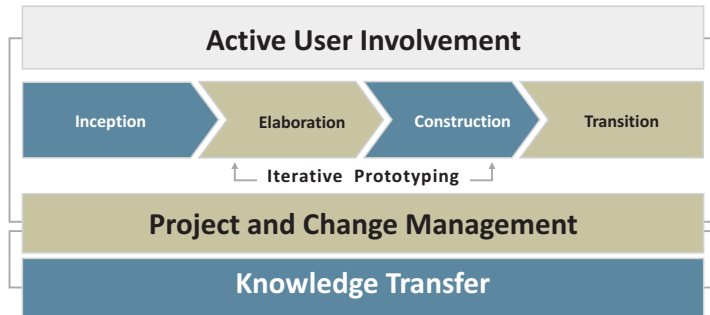 Active User Involvement
Inception
Elaboration
Construction
Transition
Iterative Prototyping
Project and Change Management
Knowledge Transfer